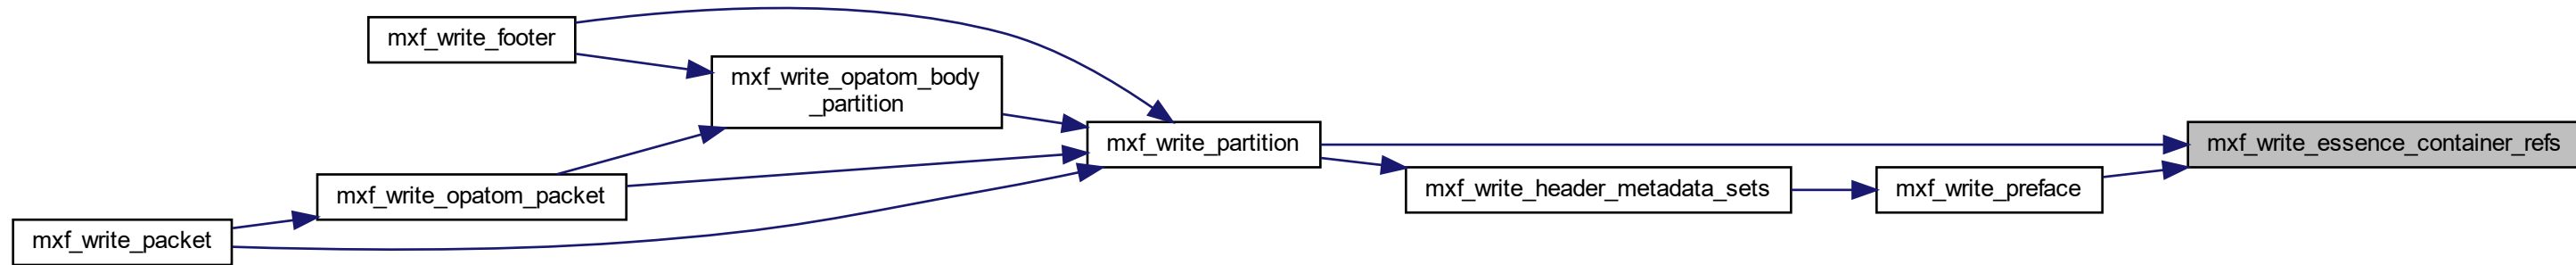 mxf_write_footer
mxf_write_opatom_body
_partition
mxf_write_partition
mxf_write_essence_container_refs
mxf_write_opatom_packet
mxf_write_header_metadata_sets
mxf_write_preface
mxf_write_packet